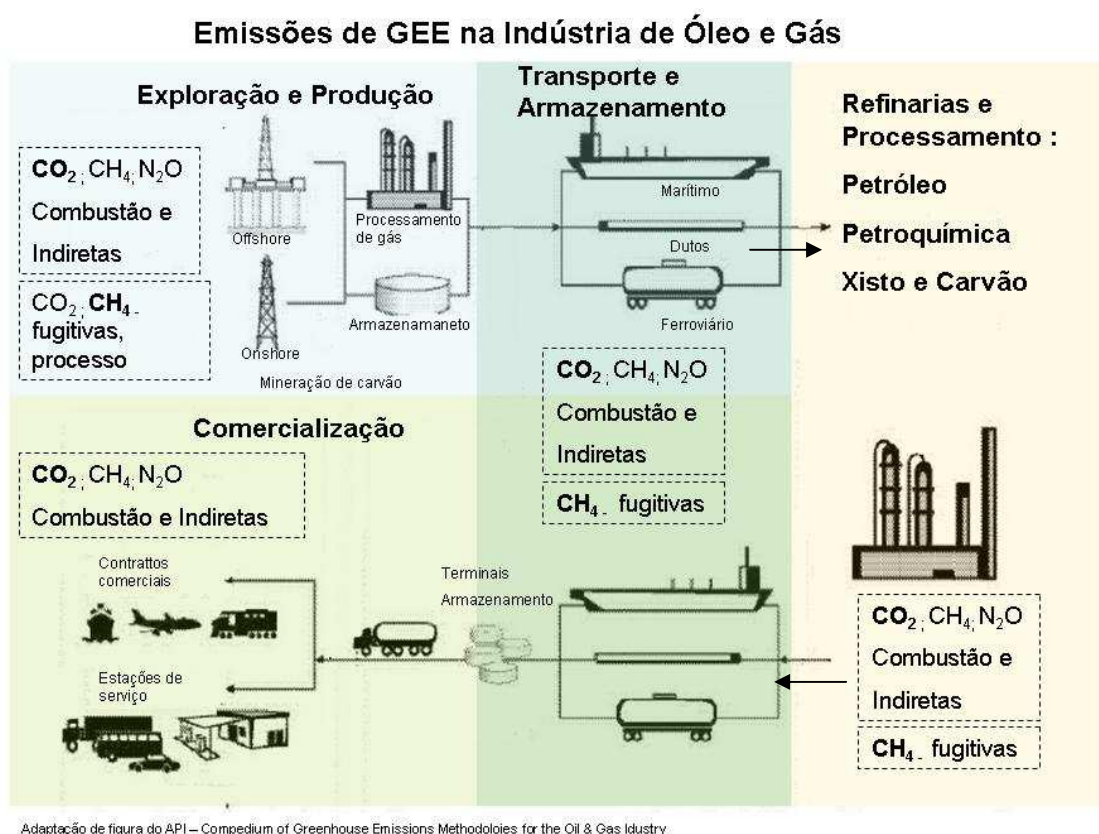 Emissões de GEE na Indústria de Óleo e Gás
Exploração e Produção
CO2 ; CH4; N2O
Combustão e
Indiretas
CO2; CH4 -
fugitivas,
processo
Offshore
Onshore
Processamento
de gás
Armazenamaneto
Mineração de carvão
Transporte e
Armazenamento
Marítimo
Dutos
Ferroviário
CO2 ; CH4; N2O
Combustão e
Indiretas
CH4 - fugitivas
Refinarias e
Processamento :
Petróleo
Petroquímica
Xisto e Carvão
CO2 ; CH4; N2O
Combustão e
Indiretas
CH4 - fugitivas
Comercialização
CO2 ; CH4; N2O
Combustão e Indiretas
Contrattos
comerciais
Estações de
serviço
Terminais
Armazenamento
Adaptação de figura do API – Compedium of Greenhouse Emissions Methodoloies for the Oil & Gas Idustry